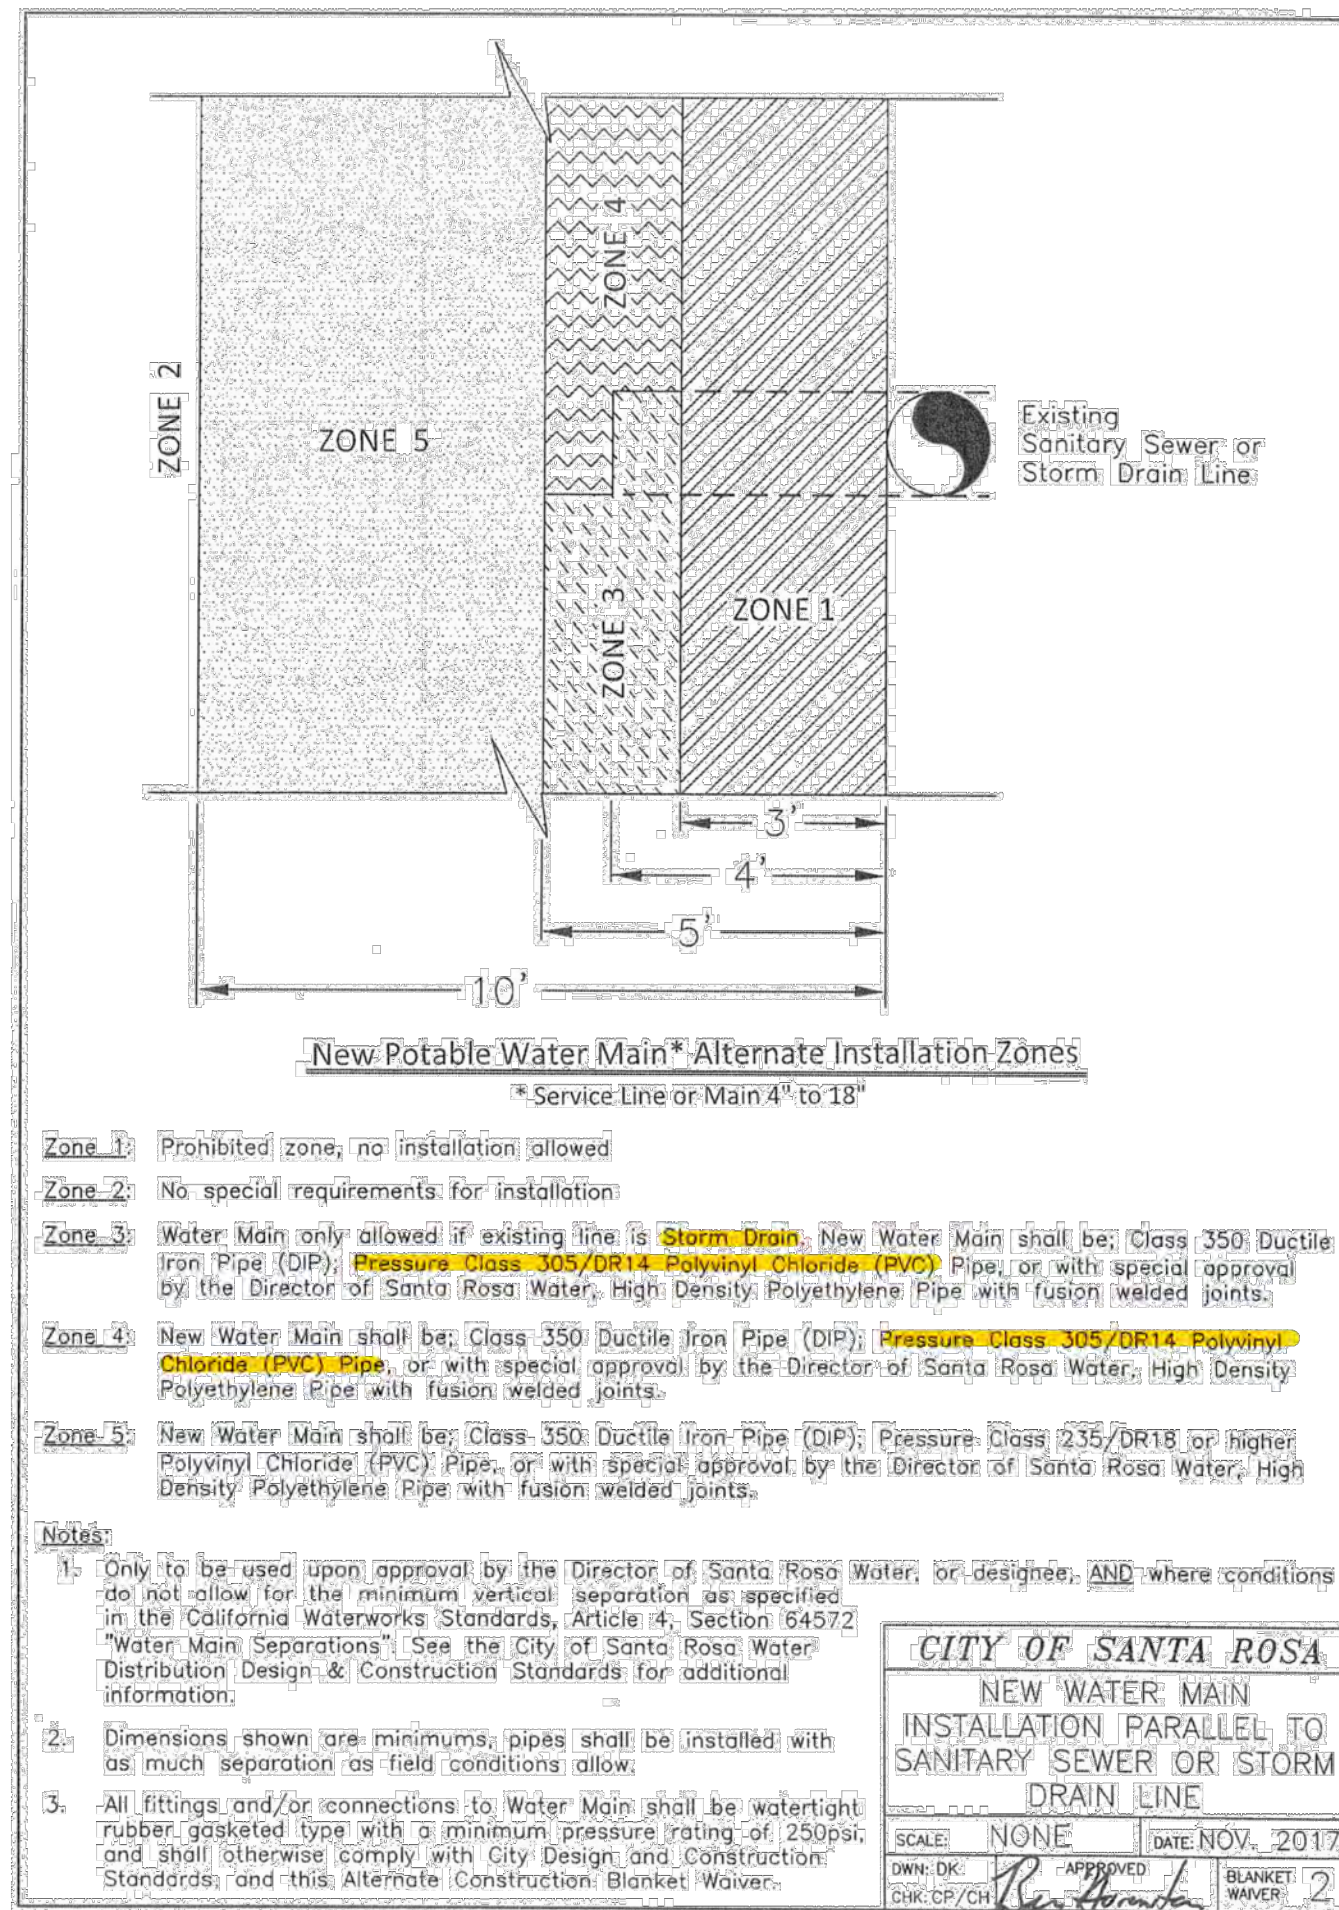 ZONE 2
ZONE 5
ZONE 4
ZONE 3
ZONE 1
Existing
Sanitary Sewer or
Storm Drain Line
3'
4'
5'
10'
New Potable Water Main* Alternate Installation Zones
* Service Line or Main 4" to 18"
Zone 1: Prohibited zone, no installation allowed
Zone 2: No special requirements for installation
Zone 3: Water Main only allowed if existing line is Storm Drain. New Water Main shall be; Class 350 Ductile
Iron Pipe (DIP); Pressure Class 305/DR14 Polyvinyl Chloride (PVC) Pipe, or with special approval
by the Director of Santa Rosa Water, High Density Polyethylene Pipe with fusion welded joints.
Zone 4: New Water Main shall be; Class 350 Ductile Iron Pipe (DIP); Pressure Class 305/DR14 Polyvinyl
Chloride (PVC) Pipe, or with special approval by the Director of Santa Rosa Water, High Density
Polyethylene Pipe with fusion welded joints.
Zone 5: New Water Main shall be; Class 350 Ductile Iron Pipe (DIP); Pressure Class 235/DR18 or higher
Polyvinyl Chloride (PVC) Pipe, or with special approval by the Director of Santa Rosa Water, High
Density Polyethylene Pipe with fusion welded joints.
Notes:
1. Only to be used upon approval by the Director of Santa Rosa Water, or designee, AND where conditions
do not allow for the minimum vertical separation as specified
in the California Waterworks Standards, Article 4, Section 64572
"Water Main Separations". See the City of Santa Rosa Water
Distribution Design & Construction Standards for additional
information.
2. Dimensions shown are minimums, pipes shall be installed with
as much separation as field conditions allow.
3. All fittings and/or connections to Water Main shall be watertight
rubber gasketed type with a minimum pressure rating of 250psi,
and shall otherwise comply with City Design and Construction
Standards, and this Alternate Construction Blanket Waiver.
CITY OF SANTA ROSA
NEW WATER MAIN
INSTALLATION PARALLEL TO
SANITARY SEWER OR STORM
DRAIN LINE
SCALE: NONE DATE: NOV. 2017
DWN: DK
CHK: CP/CH
APPROVED
BLANKET
WAIVER 2